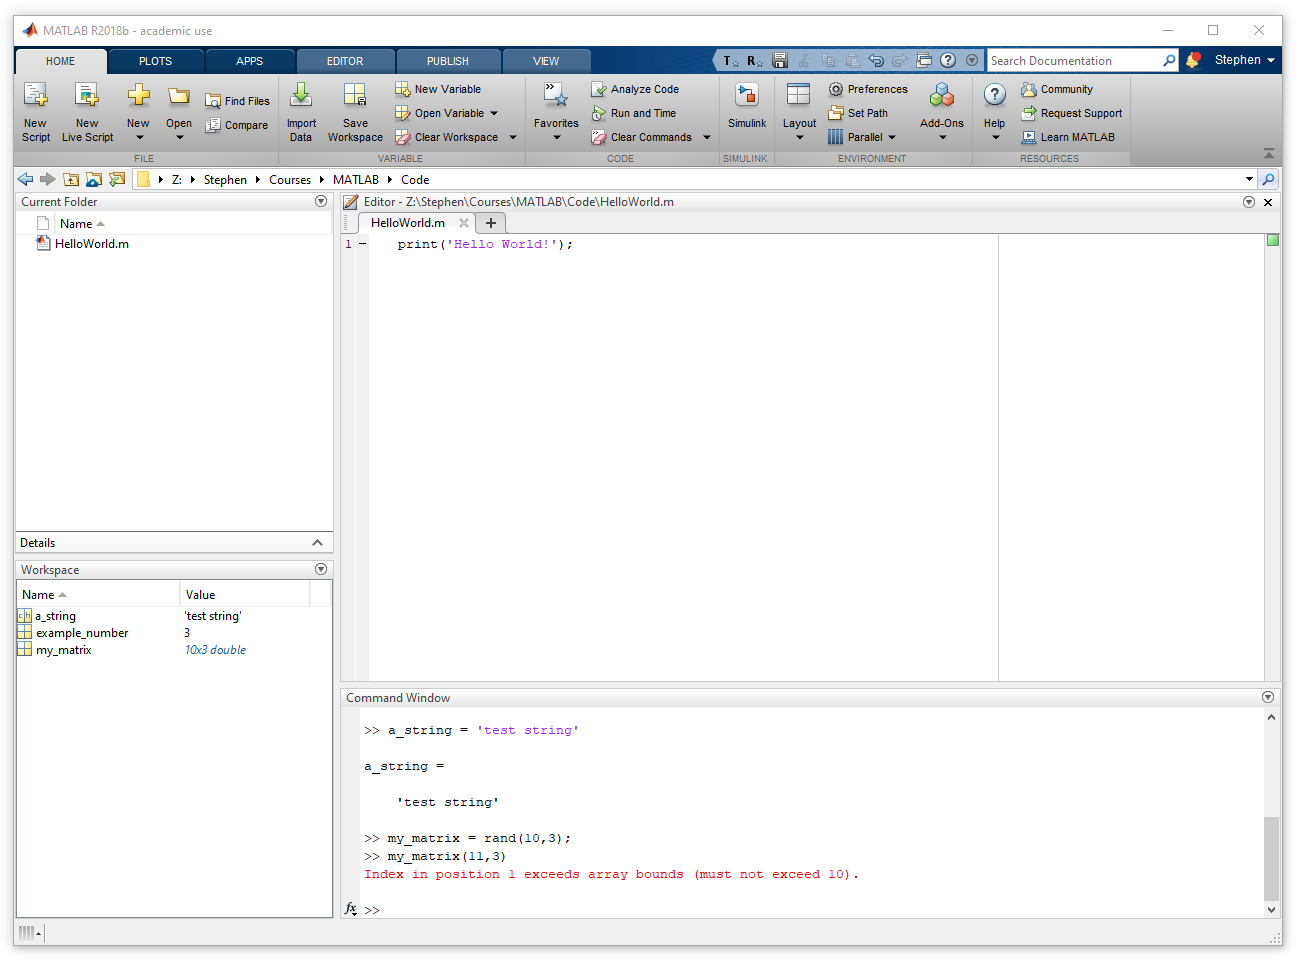 MATLAB R2018b - academic use
HOME PLOTS APPS EDITOR PUBLISH VIEW Search Documentation Stephen
New Script
New Live Script
New
Open
Find Files
Compare
FILE
Import Data
Save Workspace
New Variable
Open Variable
Clear Workspace
VARIABLE
Favorites
Analyze Code
Run and Time
Clear Commands
CODE
Simulink
SIMULINK
Layout
Preferences
Set Path
Parallel
Add-Ons
ENVIRONMENT
Help
Community
Request Support
Learn MATLAB
RESOURCES
Z: Stephen Courses MATLAB Code
Current Folder
Name
HelloWorld.m
Details
Workspace
Name Value
a_string 'test string'
example_number 3
my_matrix 10x3 double
Editor - Z:\Stephen\Courses\MATLAB\Code\HelloWorld.m
HelloWorld.m
1 print('Hello World!');
Command Window
>> a_string = 'test string'
a_string =
'test string'
>> my_matrix = rand(10,3);
>> my_matrix(11,3)
Index in position 1 exceeds array bounds (must not exceed 10).
fx >>